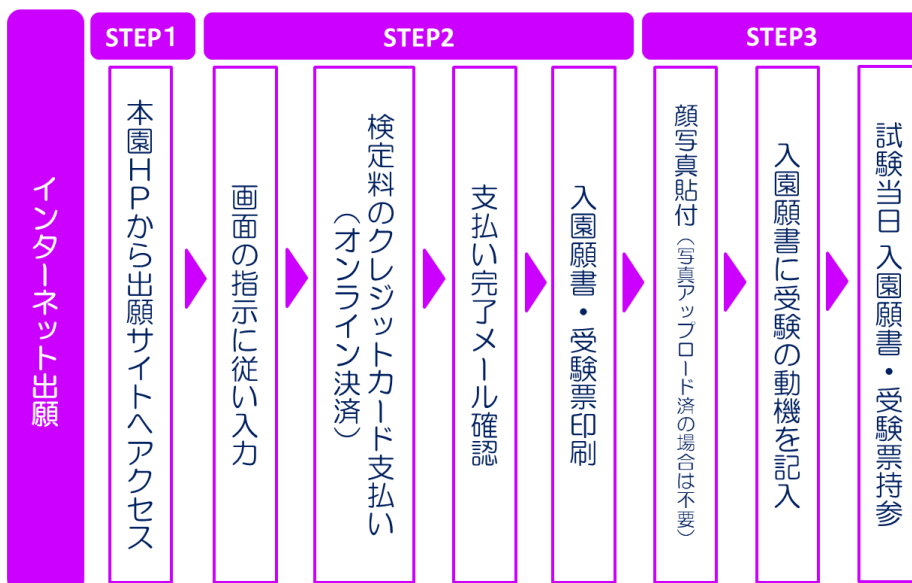 インターネット出願
STEP1
本園HPから出願サイトへアクセス
STEP2
画面の指示に従い入力
検定料のクレジットカード支払い
（オンライン決済）
支払い完了メール確認
入園願書・受験票印刷
STEP3
顔写真貼付（写真アップロード済の場合は不要）
入園願書に受験の動機を記入
試験当日 入園願書・受験票持参